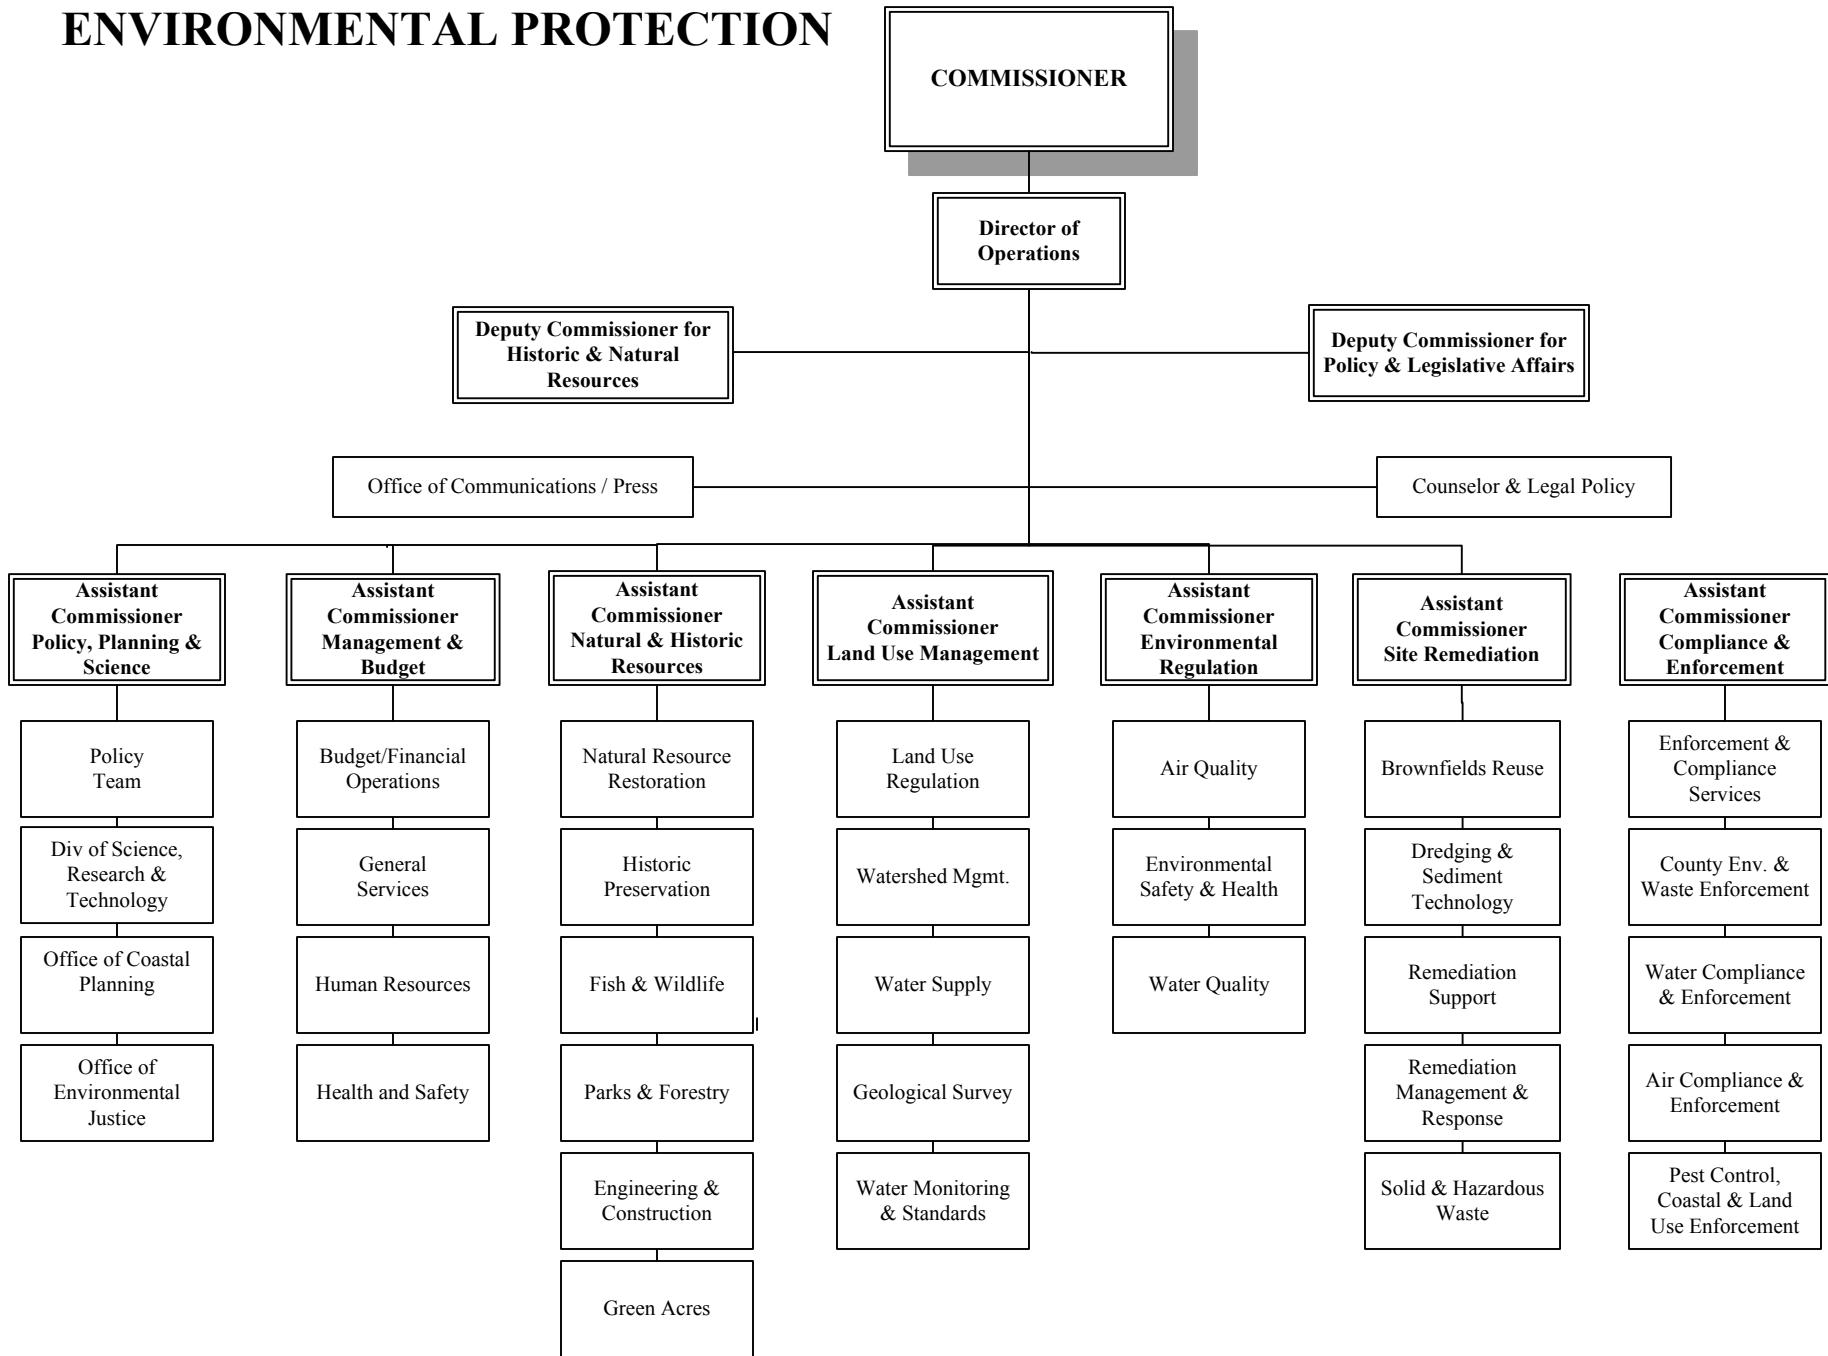 ENVIRONMENTAL PROTECTION
COMMISSIONER
Director of
Operations
Deputy Commissioner for
Historic & Natural
Resources
Deputy Commissioner for
Policy & Legislative Affairs
Office of Communications / Press
Counselor & Legal Policy
Assistant
Commissioner
Policy, Planning &
Science
Assistant
Commissioner
Management &
Budget
Assistant
Commissioner
Natural & Historic
Resources
Assistant
Commissioner
Land Use Management
Assistant
Commissioner
Environmental
Regulation
Assistant
Commissioner
Site Remediation
Assistant
Commissioner
Compliance &
Enforcement
Policy
Team
Budget/Financial
Operations
Natural Resource
Restoration
Land Use
Regulation
Air Quality
Brownfields Reuse
Enforcement &
Compliance
Services
Div of Science,
Research &
Technology
General
Services
Historic
Preservation
Watershed Mgmt.
Environmental
Safety & Health
Dredging &
Sediment
Technology
County Env. &
Waste Enforcement
Office of Coastal
Planning
Human Resources
Fish & Wildlife
Water Supply
Water Quality
Remediation
Support
Water Compliance
& Enforcement
Office of
Environmental
Justice
Health and Safety
Parks & Forestry
Geological Survey
Remediation
Management &
Response
Air Compliance &
Enforcement
Engineering &
Construction
Water Monitoring
& Standards
Solid & Hazardous
Waste
Pest Control,
Coastal & Land
Use Enforcement
Green Acres